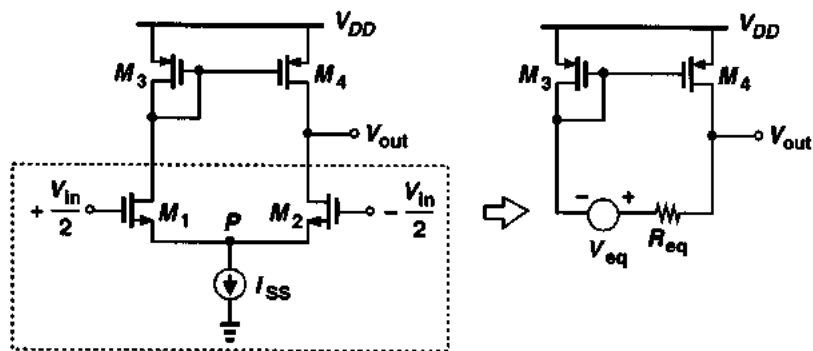 V_DD
M_3
M_4
V_out
+ V_in/2
M_1
P
M_2
− V_in/2
I_SS
V_DD
M_3
M_4
V_out
− +
V_eq
R_eq